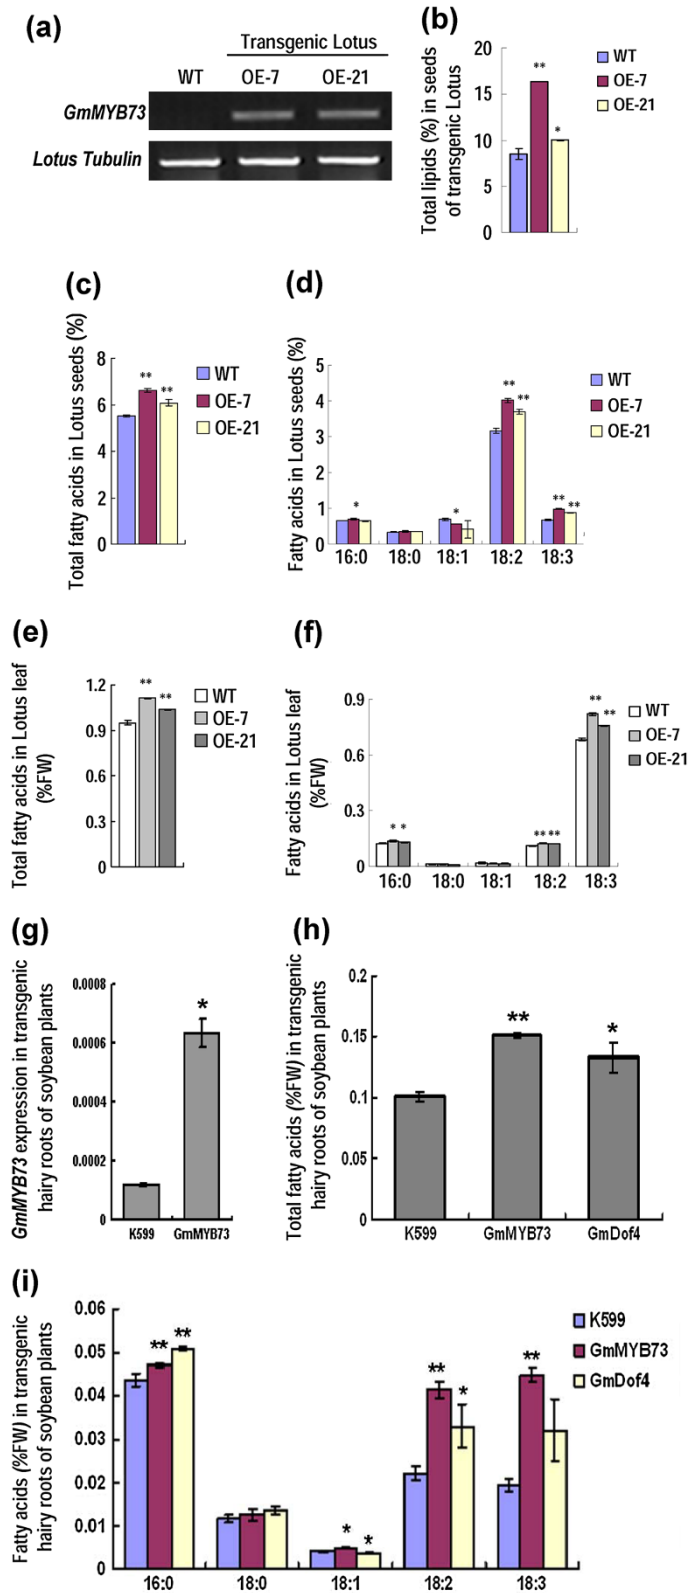 (a)
Transgenic Lotus
WT OE-7 OE-21
GmMYB73
Lotus Tubulin
(b)
Total lipids (%) in seeds
of transgenic Lotus
20
15
10
5
0
**
*
WT
OE-7
OE-21
(c)
Total fatty acids in Lotus seeds (%)
8
6
4
2
0
**
**
WT
OE-7
OE-21
(d)
Fatty acids in Lotus seeds (%)
5
4
3
2
1
0
*
*
**
**
**
**
WT
OE-7
OE-21
16:0 18:0 18:1 18:2 18:3
(e)
Total fatty acids in Lotus leaf
(%FW)
1.2
0.9
0.6
0.3
0
**
**
WT
OE-7
OE-21
(f)
Fatty acids in Lotus leaf
(%FW)
0.9
0.6
0.3
0
* *
** **
**
**
WT
OE-7
OE-21
16:0 18:0 18:1 18:2 18:3
(g)
GmMYB73 expression in transgenic
hairy roots of soybean plants
0.0008
0.0006
0.0004
0.0002
0
*
K599 GmMYB73
(h)
Total fatty acids (%FW) in transgenic
hairy roots of soybean plants
0.2
0.15
0.1
0.05
0
**
*
K599 GmMYB73 GmDof4
(i)
Fatty acids (%FW) in transgenic
hairy roots of soybean plants
0.06
0.05
0.04
0.03
0.02
0.01
0
**
**
*
*
**
*
**
K599
GmMYB73
GmDof4
16:0 18:0 18:1 18:2 18:3